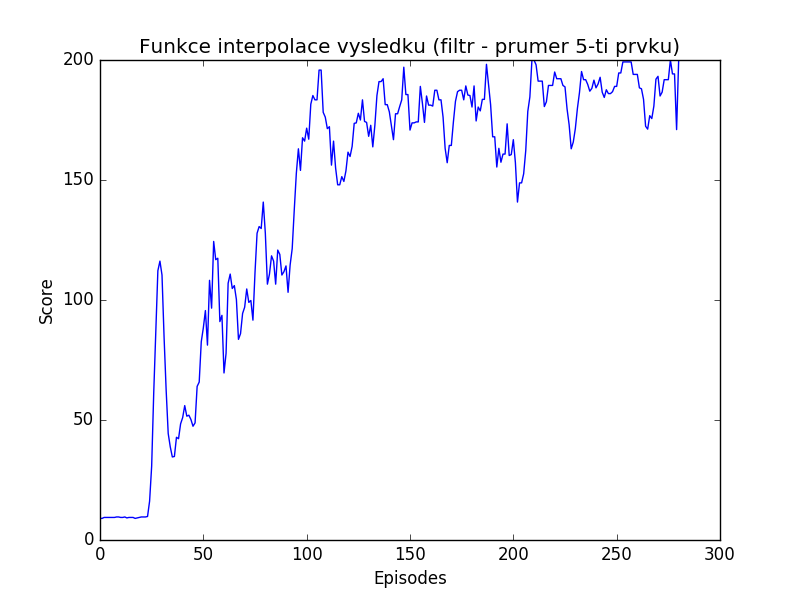 Funkce interpolace vysledku (filtr - prumer 5-ti prvku)
200
150
100
50
0
Score
0 50 100 150 200 250 300
Episodes